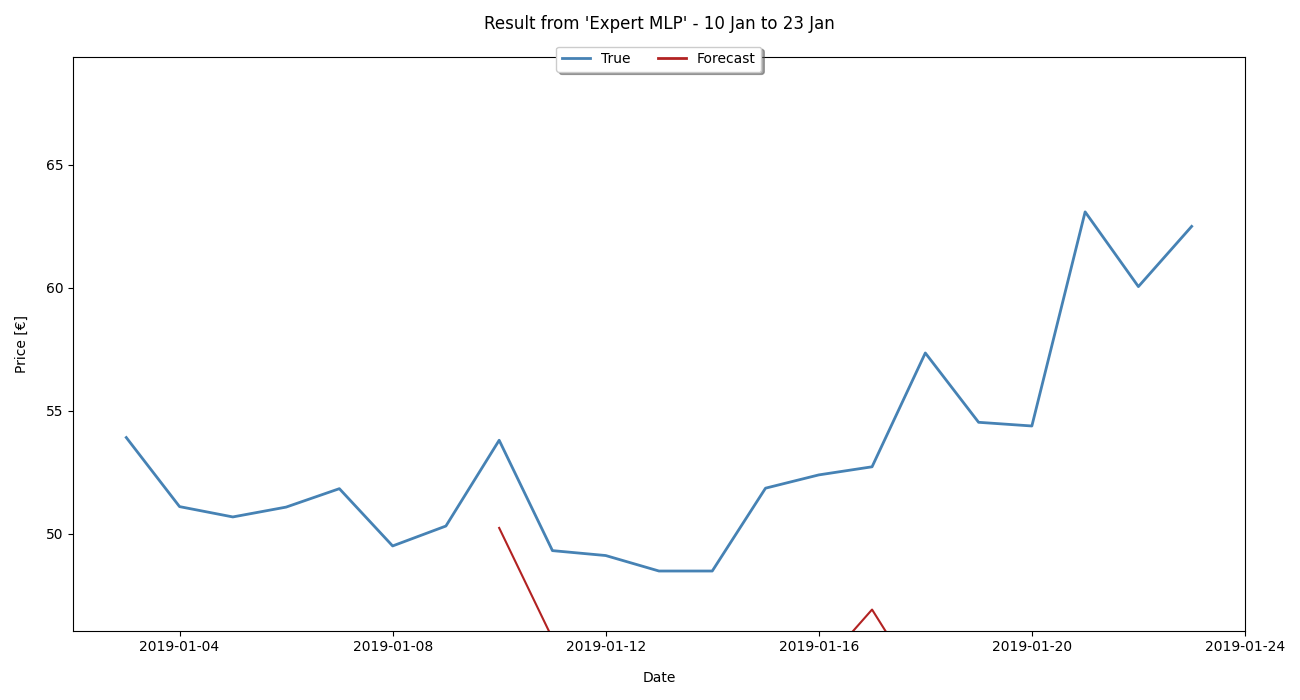 Result from 'Expert MLP' - 10 Jan to 23 Jan
True Forecast
65
60
55
50
Price [€]
2019-01-04 2019-01-08 2019-01-12 2019-01-16 2019-01-20 2019-01-24
Date